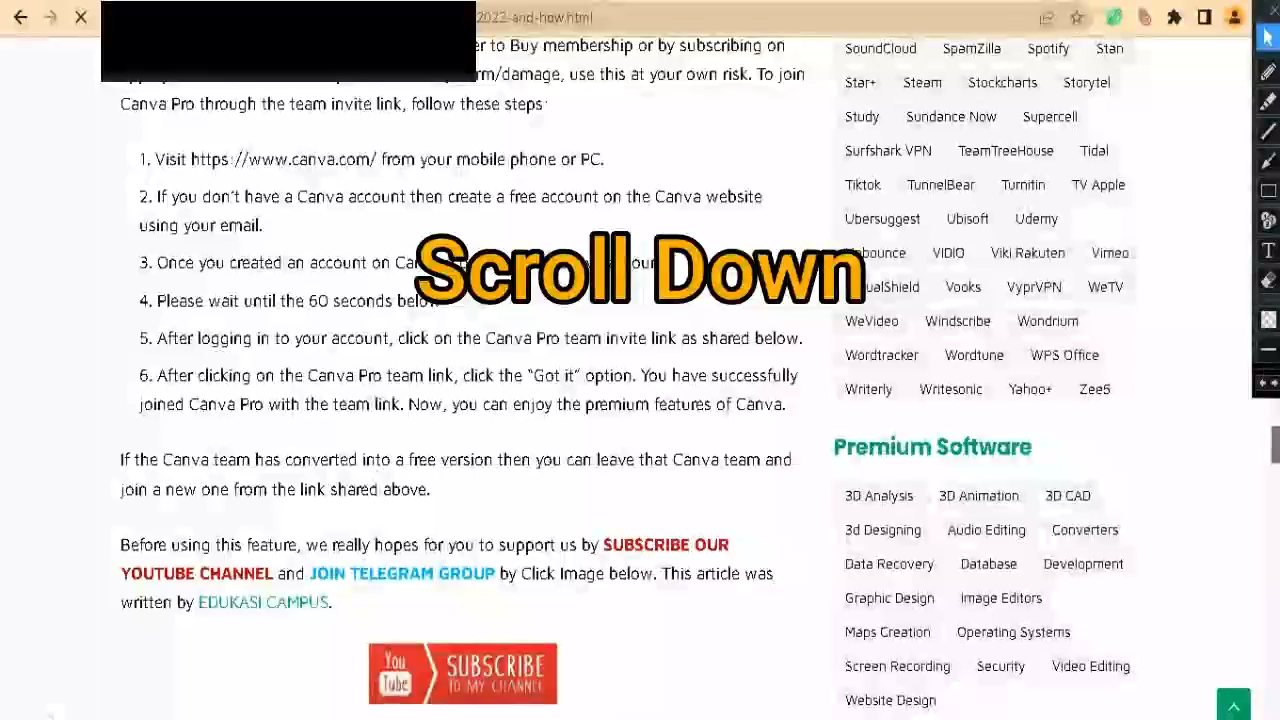 2022-and-how.html
to Buy membership or by subscribing on
use this at your own risk. To join
Canva Pro through the team invite link, follow these steps
1. Visit https://www.canva.com/ from your mobile phone or PC.
2. If you don't have a Canva account then create a free account on the Canva website
using your email.
3. Once you created an account on
Scroll Down
4. Please wait until the 60 seconds
5. After logging in to your account, click on the Canva Pro team invite link as shared below.
6. After clicking on the Canva Pro team link, click the “Got it” option. You have successfully
joined Canva Pro with the team link. Now, you can enjoy the premium features of Canva.
If the Canva team has converted into a free version then you can leave that Canva team and
join a new one from the link shared above.
Before using this feature, we really hopes for you to support us by SUBSCRIBE OUR
YOUTUBE CHANNEL and JOIN TELEGRAM GROUP by Click Image below. This article was
written by EDUKASI CAMPUS.
You Tube
SUBSCRIBE
TO MY CHANNEL
SoundCloud SpamZilla Spotify Stan
Star+ Steam Stockcharts Storytel
Study Sundance Now Supercell
Surfshark VPN TeamTreeHouse Tidal
Tiktok TunnelBear Turnitin TV Apple
Ubersuggest Ubisoft Udemy
VIDIO Viki Rakuten Vimeo
Vooks VyprVPN WeTV
WeVideo Windscribe Wondrium
Wordtracker Wordtune WPS Office
Writerly Writesonic Yahoo+ Zee5
Premium Software
3D Analysis 3D Animation 3D CAD
3d Designing Audio Editing Converters
Data Recovery Database Development
Graphic Design Image Editors
Maps Creation Operating Systems
Screen Recording Security Video Editing
Website Design